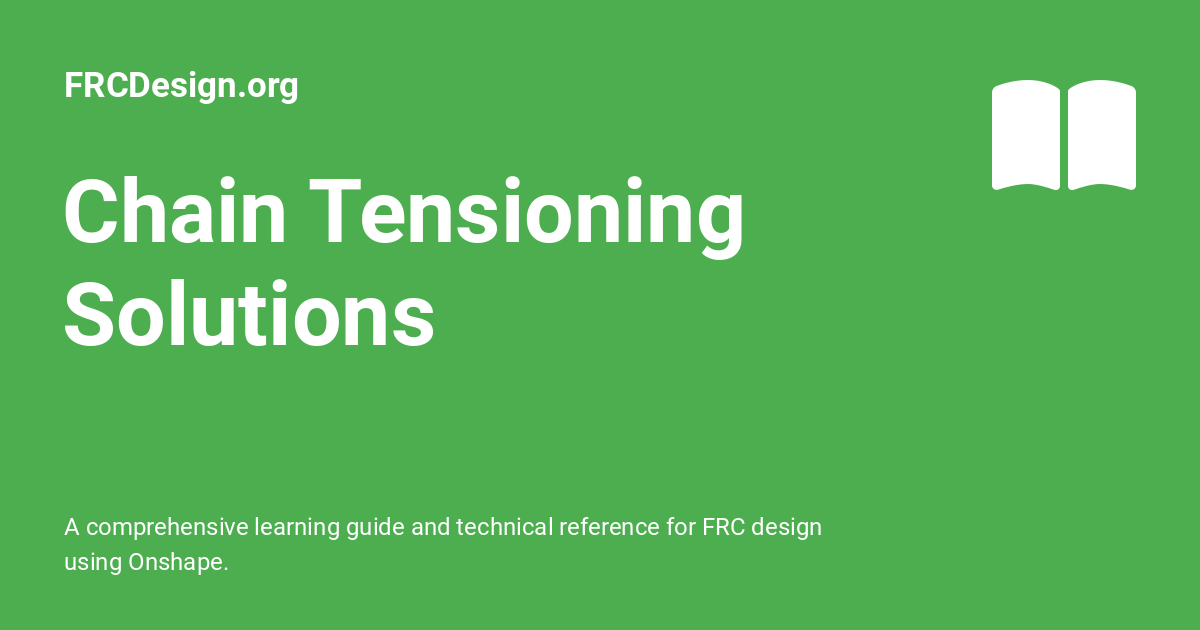 FRCDesign.org
Chain Tensioning
Solutions
A comprehensive learning guide and technical reference for FRC design
using Onshape.